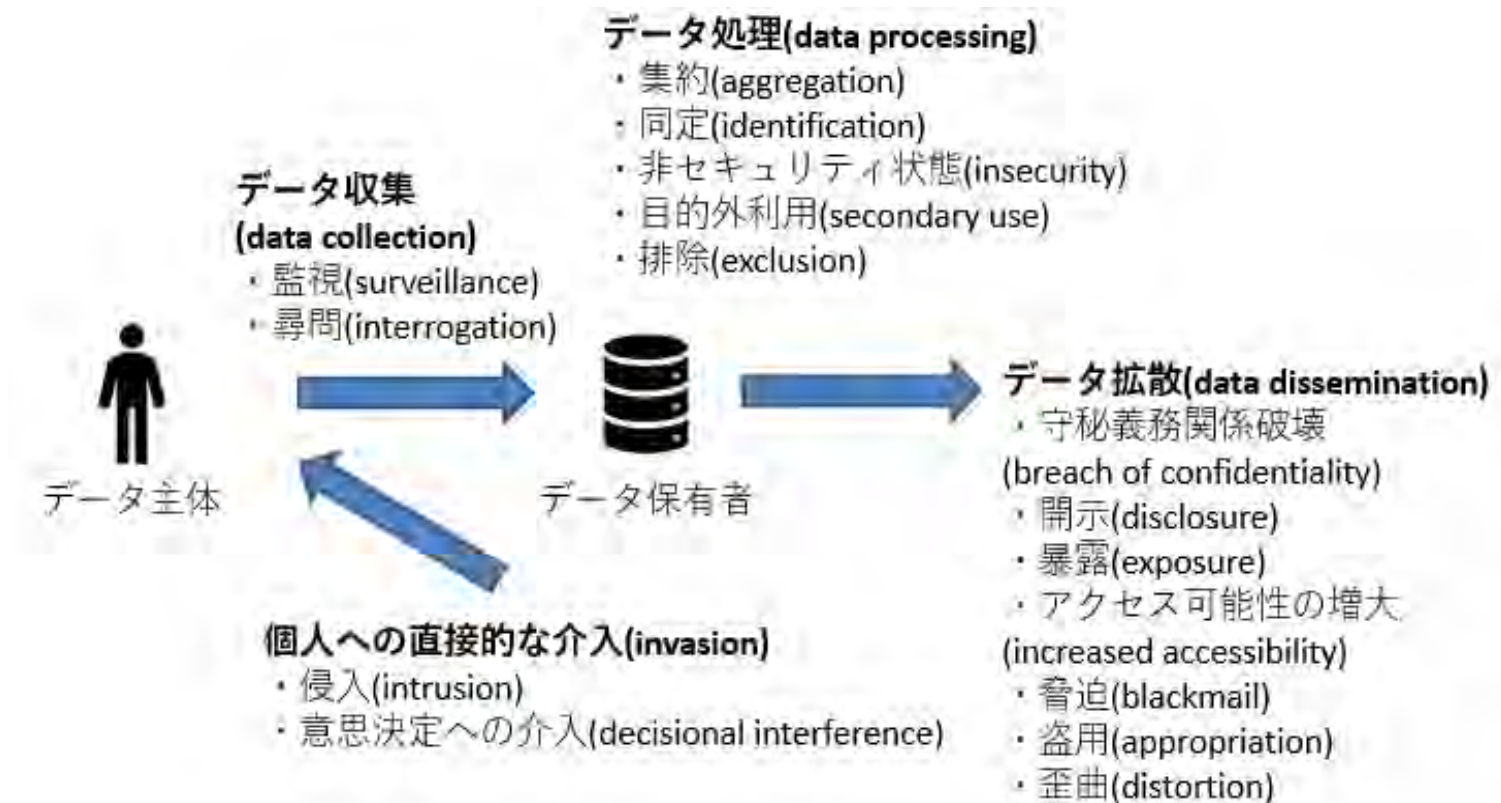 データ処理(data processing)
・集約(aggregation)
・同定(identification)
・非セキュリティ状態(insecurity)
・目的外利用(secondary use)
・排除(exclusion)
データ収集
(data collection)
・監視(surveillance)
・尋問(interrogation)
データ主体
データ保有者
データ拡散(data dissemination)
・守秘義務関係破壊
(breach of confidentiality)
・開示(disclosure)
・暴露(exposure)
・アクセス可能性の増大
(increased accessibility)
・脅迫(blackmail)
・盗用(appropriation)
・歪曲(distortion)
個人への直接的な介入(invasion)
・侵入(intrusion)
・意思決定への介入(decisional interference)